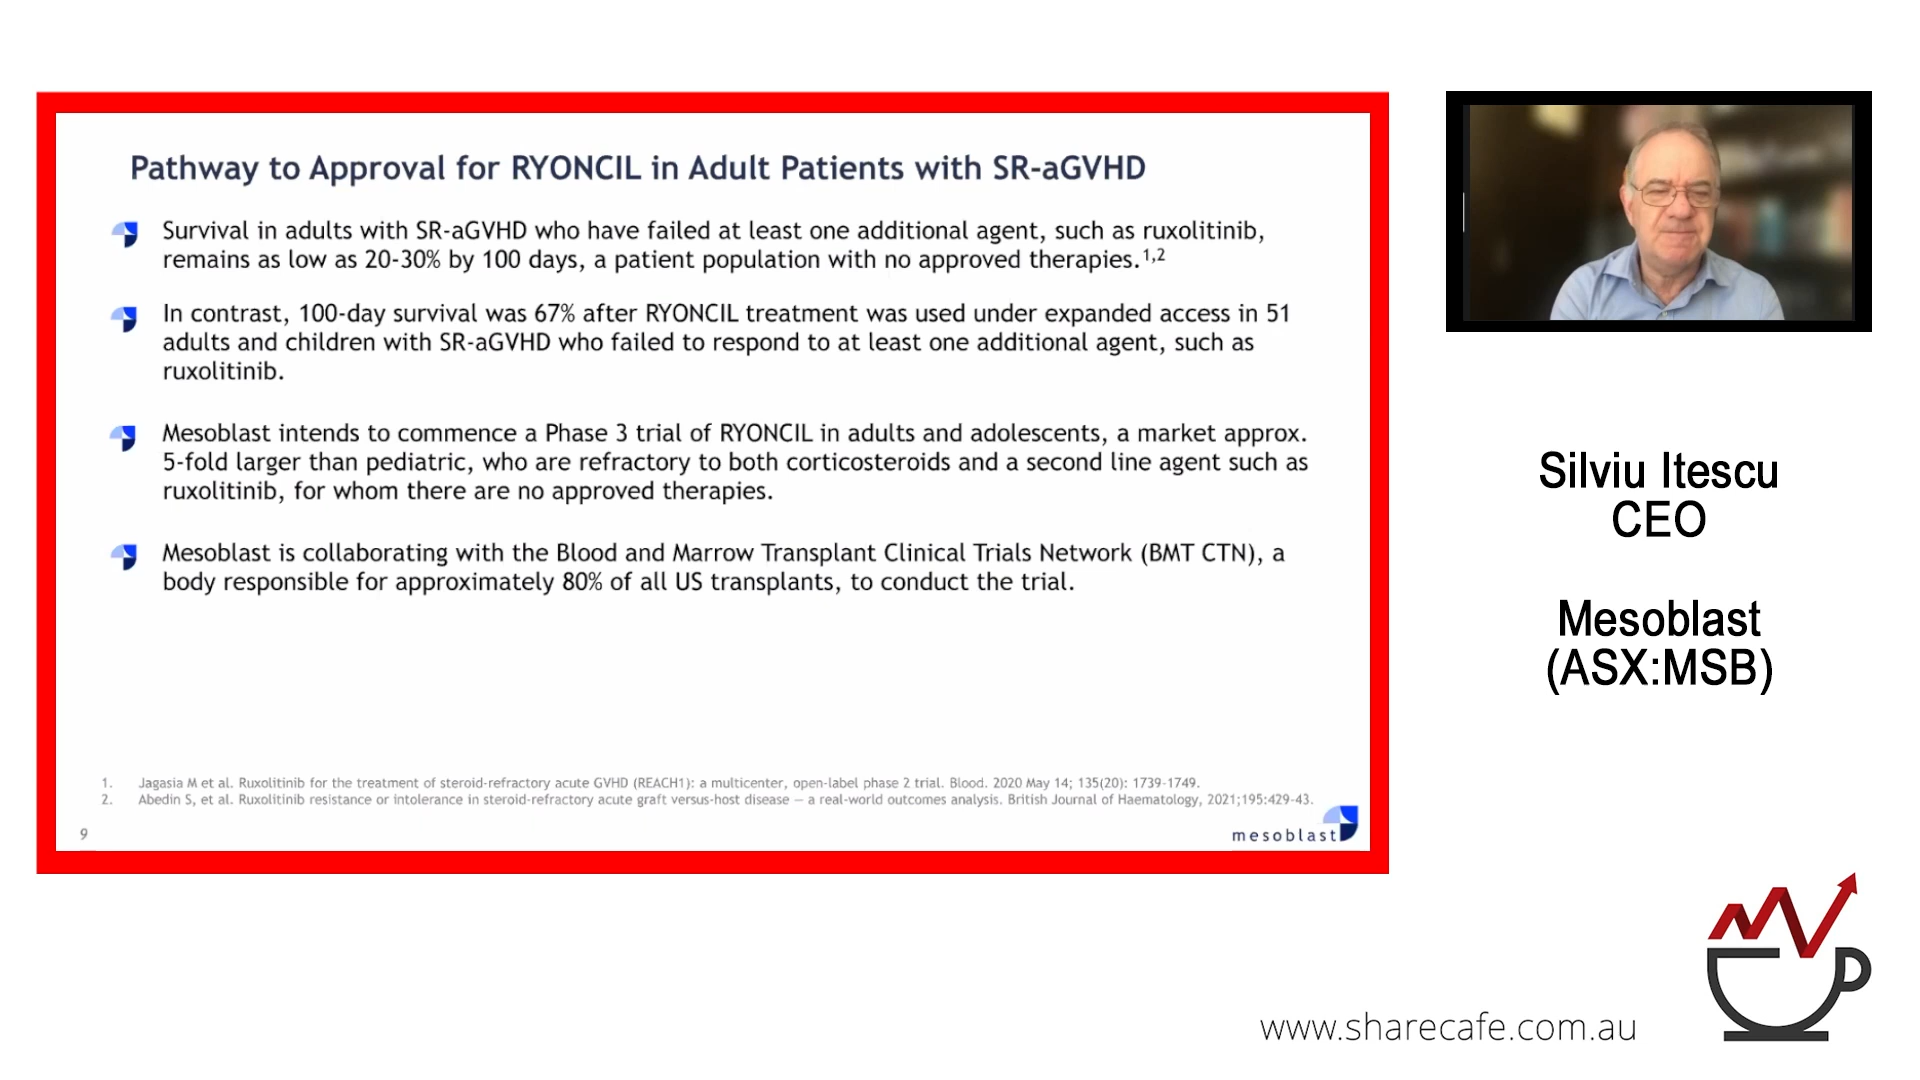 Pathway to Approval for RYONCIL in Adult Patients with SR-aGVHD
Survival in adults with SR-aGVHD who have failed at least one additional agent, such as ruxolitinib,
remains as low as 20-30% by 100 days, a patient population with no approved therapies.1,2
In contrast, 100-day survival was 67% after RYONCIL treatment was used under expanded access in 51
adults and children with SR-aGVHD who failed to respond to at least one additional agent, such as
ruxolitinib.
Mesoblast intends to commence a Phase 3 trial of RYONCIL in adults and adolescents, a market approx.
5-fold larger than pediatric, who are refractory to both corticosteroids and a second line agent such as
ruxolitinib, for whom there are no approved therapies.
Mesoblast is collaborating with the Blood and Marrow Transplant Clinical Trials Network (BMT CTN), a
body responsible for approximately 80% of all US transplants, to conduct the trial.
1. Jagasia M et al. Ruxolitinib for the treatment of steroid-refractory acute GVHD (REACH1): a multicenter, open-label phase 2 trial. Blood. 2020 May 14; 135(20): 1739-1749.
2. Abedin S, et al. Ruxolitinib resistance or intolerance in steroid-refractory acute graft versus-host disease — a real-world outcomes analysis. British Journal of Haematology, 2021;195:429-43.
9
mesoblast
Silviu Itescu
CEO
Mesoblast
(ASX:MSB)
www.sharecafe.com.au